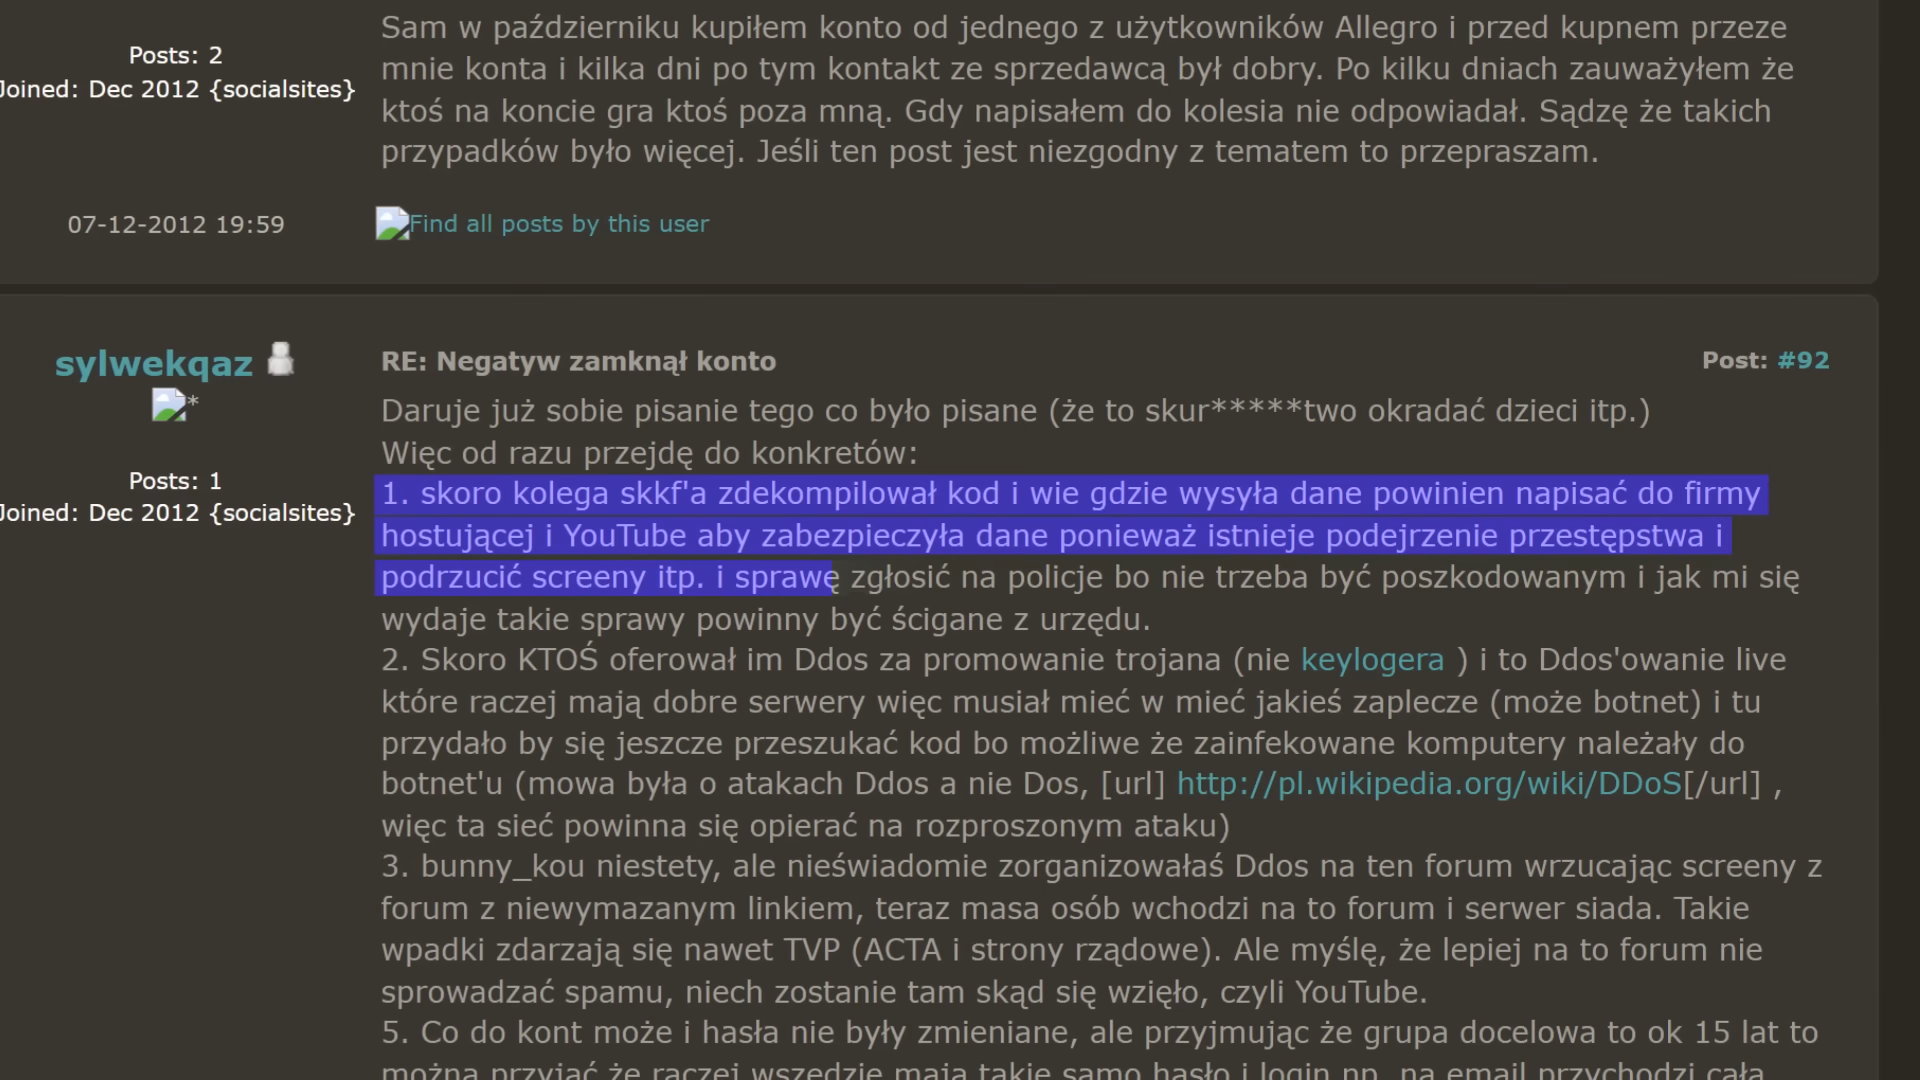 Sam w październiku kupiłem konto od jednego z użytkowników Allegro i przed kupnem przeze
Posts: 2
mnie konta i kilka dni po tym kontakt ze sprzedawcą był dobry. Po kilku dniach zauważyłem że
Joined: Dec 2012 {socialsites}
ktoś na koncie gra ktoś poza mną. Gdy napisałem do kolesia nie odpowiadał. Sądzę że takich
przypadków było więcej. Jeśli ten post jest niezgodny z tematem to przepraszam.
07-12-2012 19:59
Find all posts by this user
sylwekqaz
RE: Negatyw zamknął konto
Post: #92
*
Posts: 1
Joined: Dec 2012 {socialsites}
Daruje już sobie pisanie tego co było pisane (że to skur*****two okradać dzieci itp.)
Więc od razu przejdę do konkretów:
1. skoro kolega skkf'a zdekompilował kod i wie gdzie wysyła dane powinien napisać do firmy
hostującej i YouTube aby zabezpieczyła dane ponieważ istnieje podejrzenie przestępstwa i
podrzucić screeny itp. i sprawę zgłosić na policje bo nie trzeba być poszkodowanym i jak mi się
wydaje takie sprawy powinny być ścigane z urzędu.
2. Skoro KTOŚ oferował im Ddos za promowanie trojana (nie keylogera ) i to Ddos'owanie live
które raczej mają dobre serwery więc musiał mieć w mieć jakieś zaplecze (może botnet) i tu
przydało by się jeszcze przeszukać kod bo możliwe że zainfekowane komputery należały do
botnet'u (mowa była o atakach Ddos a nie Dos, [url] http://pl.wikipedia.org/wiki/DDoS[/url] ,
więc ta sieć powinna się opierać na rozproszonym ataku)
3. bunny_kou niestety, ale nieświadomie zorganizowałaś Ddos na ten forum wrzucając screeny z
forum z niewymazanym linkiem, teraz masa osób wchodzi na to forum i serwer siada. Takie
wpadki zdarzają się nawet TVP (ACTA i strony rządowe). Ale myślę, że lepiej na to forum nie
sprowadzać spamu, niech zostanie tam skąd się wzięło, czyli YouTube.
5. Co do kont może i hasła nie były zmieniane, ale przyjmując że grupa docelowa to ok 15 lat to
można przyjąć że raczej wszędzie mają takie samo hasło i login np. na email przychodzi cała